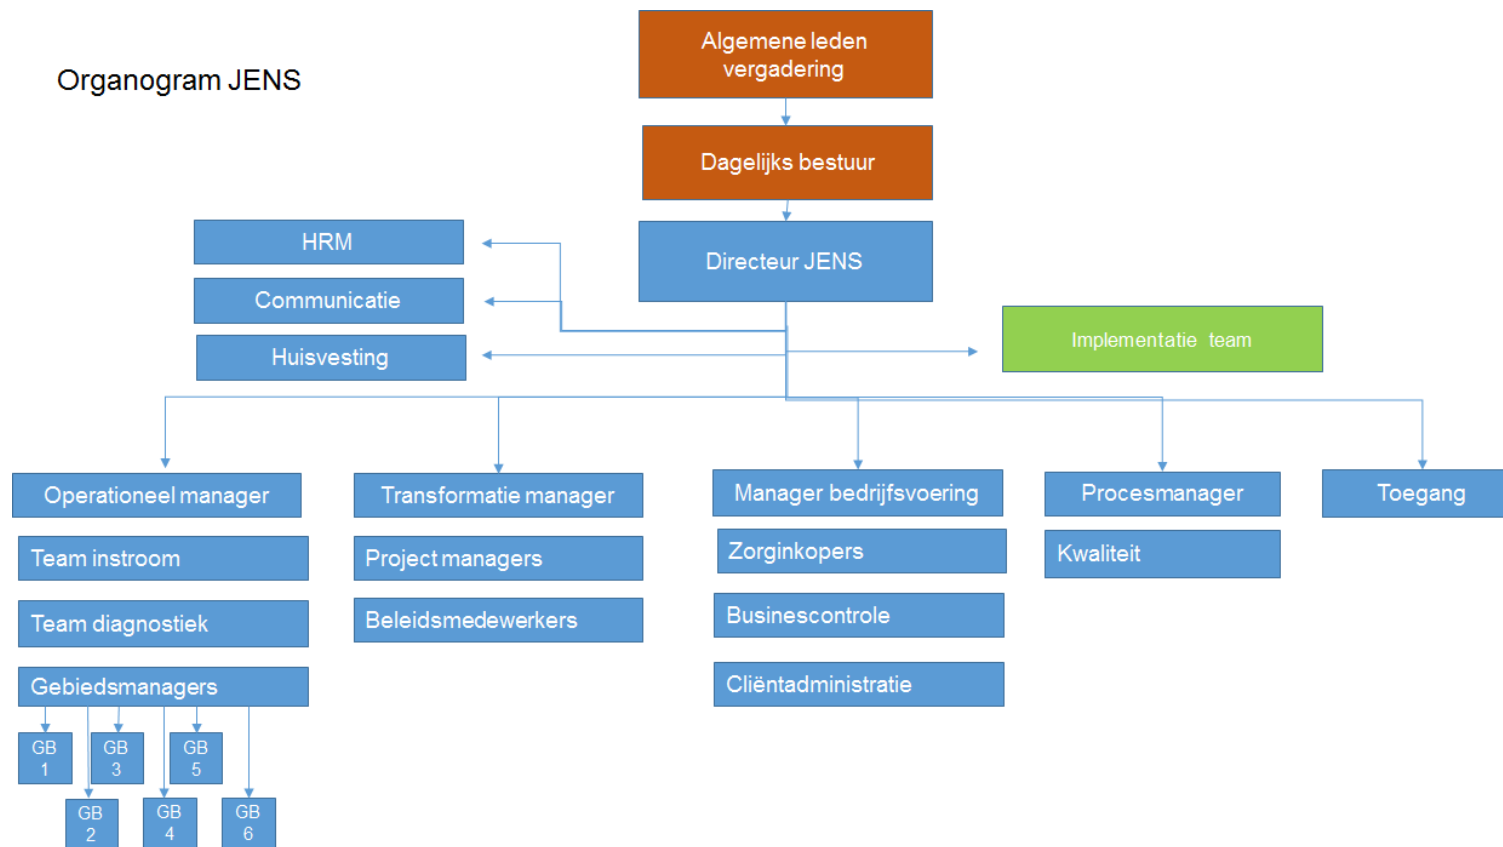 Organogram JENS
Algemene leden
vergadering
Dagelijks bestuur
Directeur JENS
HRM
Communicatie
Huisvesting
Implementatie team
Operationeel manager
Team instroom
Team diagnostiek
Gebiedsmanagers
GB
1
GB
2
GB
3
GB
4
GB
5
GB
6
Transformatie manager
Project managers
Beleidsmedewerkers
Manager bedrijfsvoering
Zorginkopers
Businescontrole
Cliëntadministratie
Procesmanager
Kwaliteit
Toegang